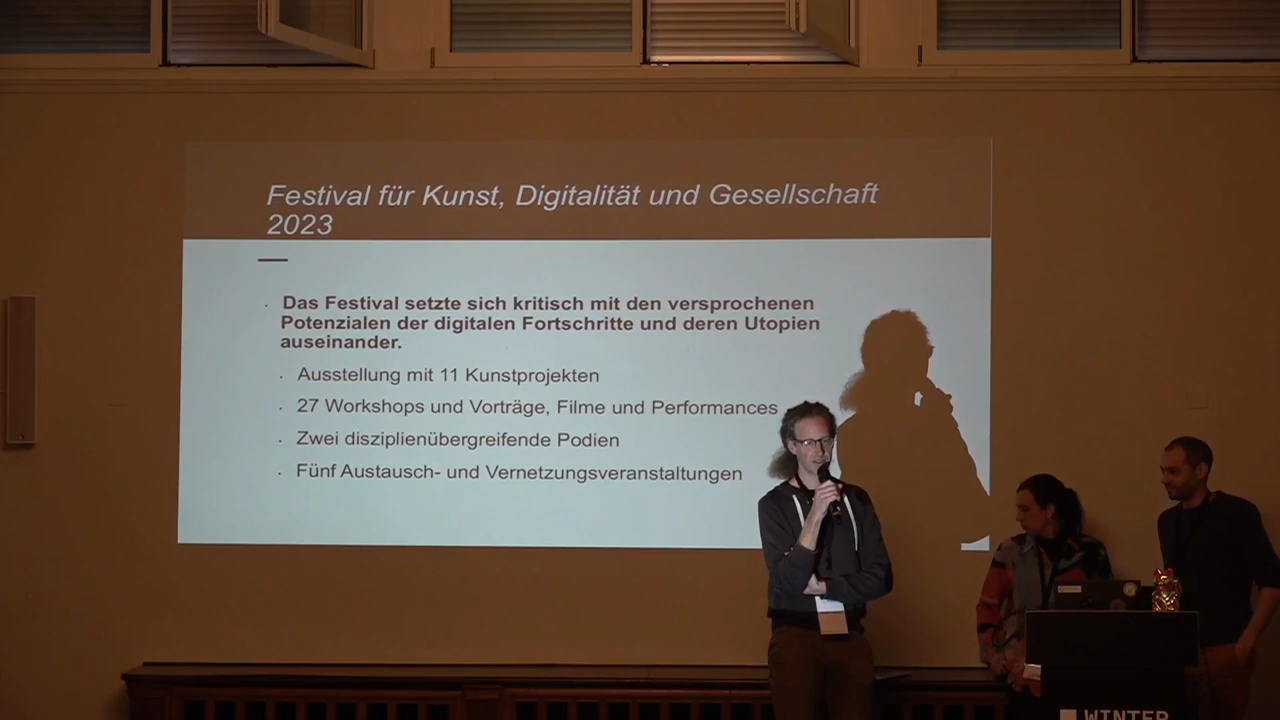 Festival für Kunst, Digitalität und Gesellschaft
2023
Das Festival setzte sich kritisch mit den versprochenen
Potenzialen der digitalen Fortschritte und deren Utopien
auseinander.
Ausstellung mit 11 Kunstprojekten
27 Workshops und Vorträge, Filme und Performances
Zwei disziplienübergreifende Podien
Fünf Austausch- und Vernetzungsveranstaltungen
WINTER